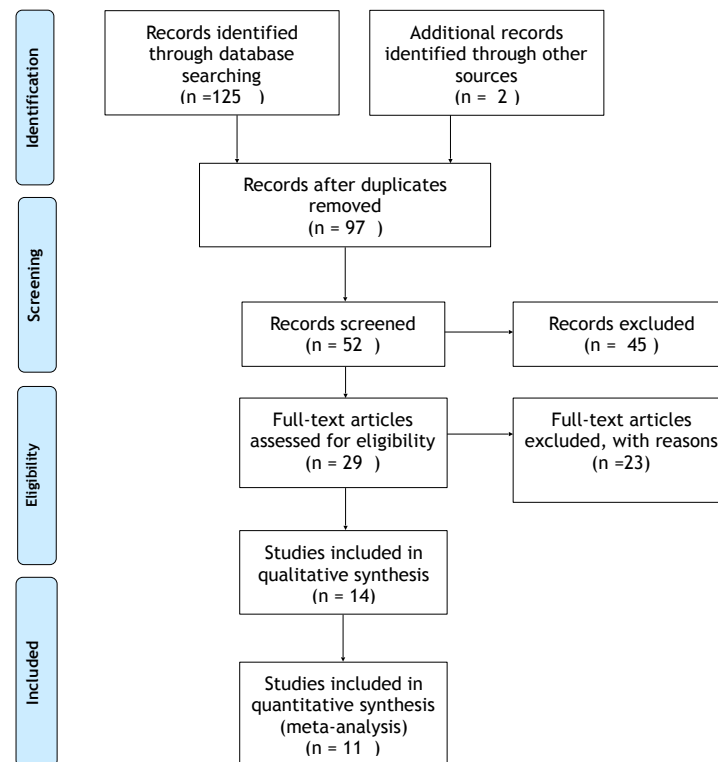 Identification
Records identified
through database
searching
(n =125 )
Additional records
identified through other
sources
(n = 2 )
Records after duplicates
removed
(n = 97 )
Screening
Records screened
(n = 52 )
Records excluded
(n = 45 )
Eligibility
Full-text articles
assessed for eligibility
(n = 29 )
Full-text articles
excluded, with reasons
(n =23)
Studies included in
qualitative synthesis
(n = 14)
Included
Studies included in
quantitative synthesis
(meta-analysis)
(n = 11 )